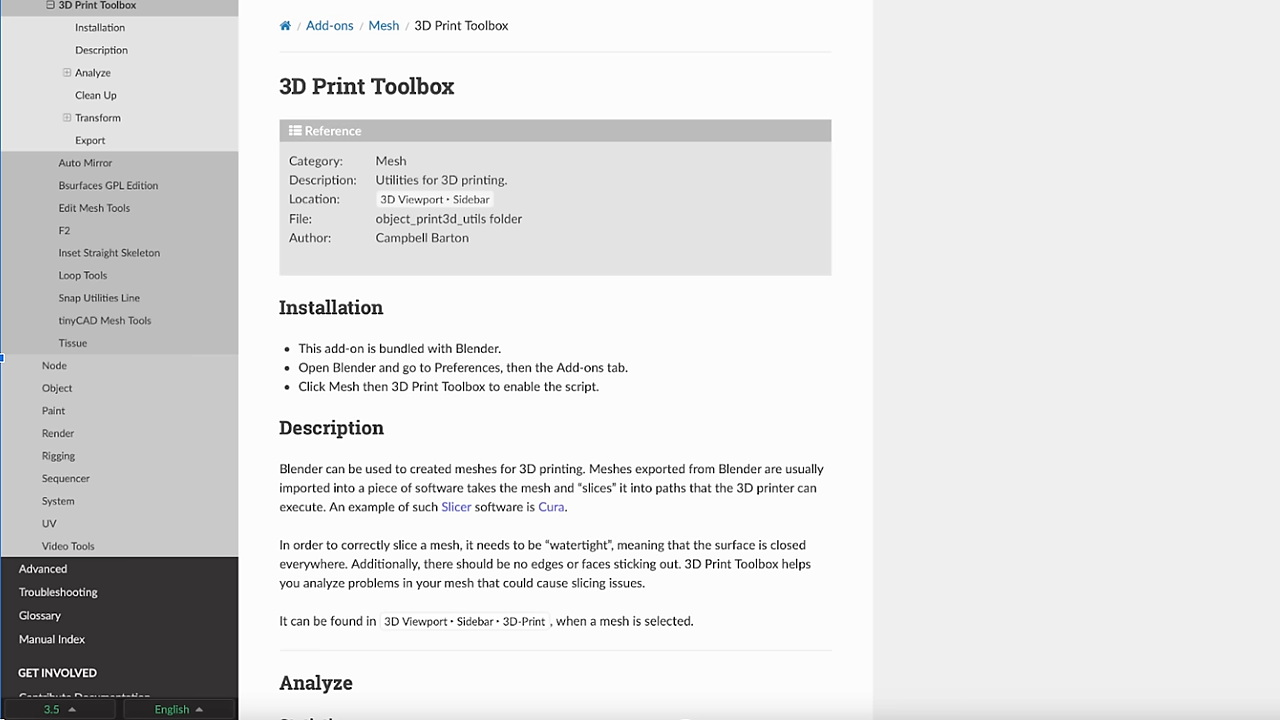 3D Print Toolbox
Installation
Description
Analyze
Clean Up
Transform
Export
Auto Mirror
Bsurfaces GPL Edition
Edit Mesh Tools
F2
Inset Straight Skeleton
Loop Tools
Snap Utilities Line
tinyCAD Mesh Tools
Tissue
Node
Object
Paint
Render
Rigging
Sequencer
System
UV
Video Tools
Advanced
Troubleshooting
Glossary
Manual Index
GET INVOLVED
Contribute Documentation
3.5
English
/ Add-ons / Mesh / 3D Print Toolbox
3D Print Toolbox
Reference
Category: Mesh
Description: Utilities for 3D printing.
Location: 3D Viewport • Sidebar
File: object_print3d_utils folder
Author: Campbell Barton
Installation
• This add-on is bundled with Blender.
• Open Blender and go to Preferences, then the Add-ons tab.
• Click Mesh then 3D Print Toolbox to enable the script.
Description
Blender can be used to created meshes for 3D printing. Meshes exported from Blender are usually
imported into a piece of software takes the mesh and “slices” it into paths that the 3D printer can
execute. An example of such Slicer software is Cura.
In order to correctly slice a mesh, it needs to be “watertight”, meaning that the surface is closed
everywhere. Additionally, there should be no edges or faces sticking out. 3D Print Toolbox helps
you analyze problems in your mesh that could cause slicing issues.
It can be found in 3D Viewport • Sidebar • 3D-Print , when a mesh is selected.
Analyze